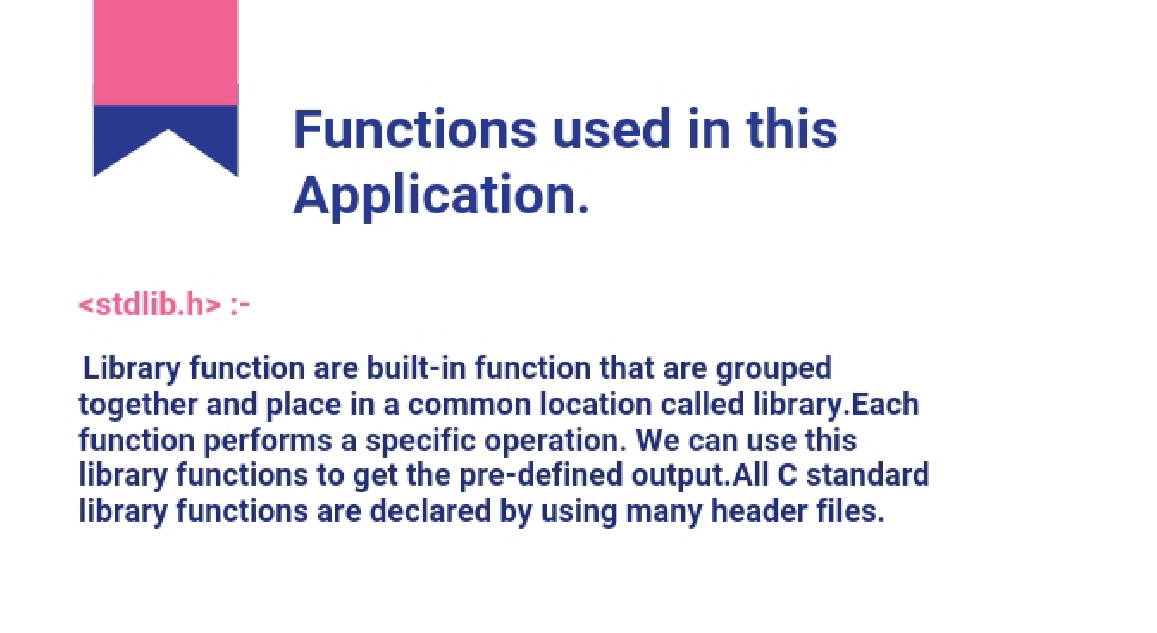 Functions used in this
Application.
<stdlib.h> :-
Library function are built-in function that are grouped
together and place in a common location called library.Each
function performs a specific operation. We can use this
library functions to get the pre-defined output.All C standard
library functions are declared by using many header files.